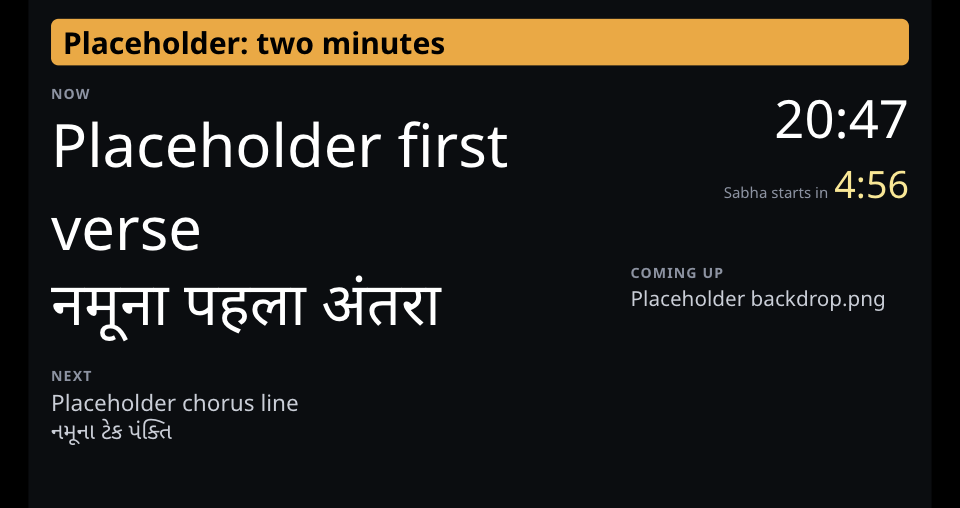 Placeholder: two minutes
NOW
Placeholder first
verse
नमूना पहला अंतरा
NEXT
Placeholder chorus line
નમૂના ટેક પંક્તિ
20:47
Sabha starts in 4:56
COMING UP
Placeholder backdrop.png